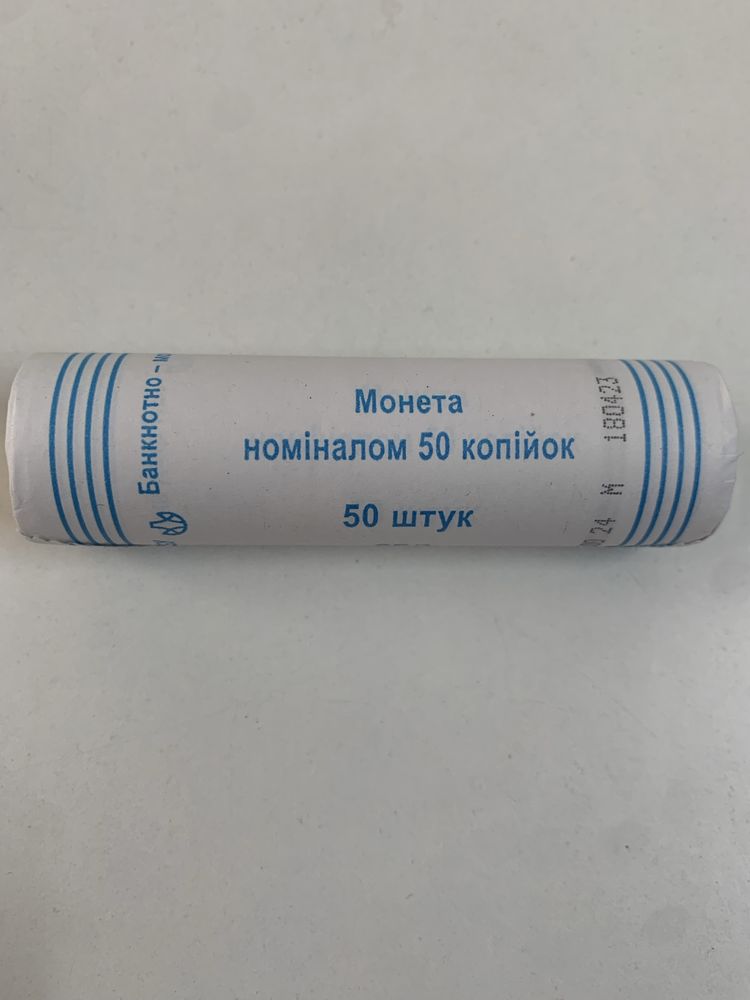 Монета
номіналом 50 копійок
50 штук
Банкнотно –
24 М 180423